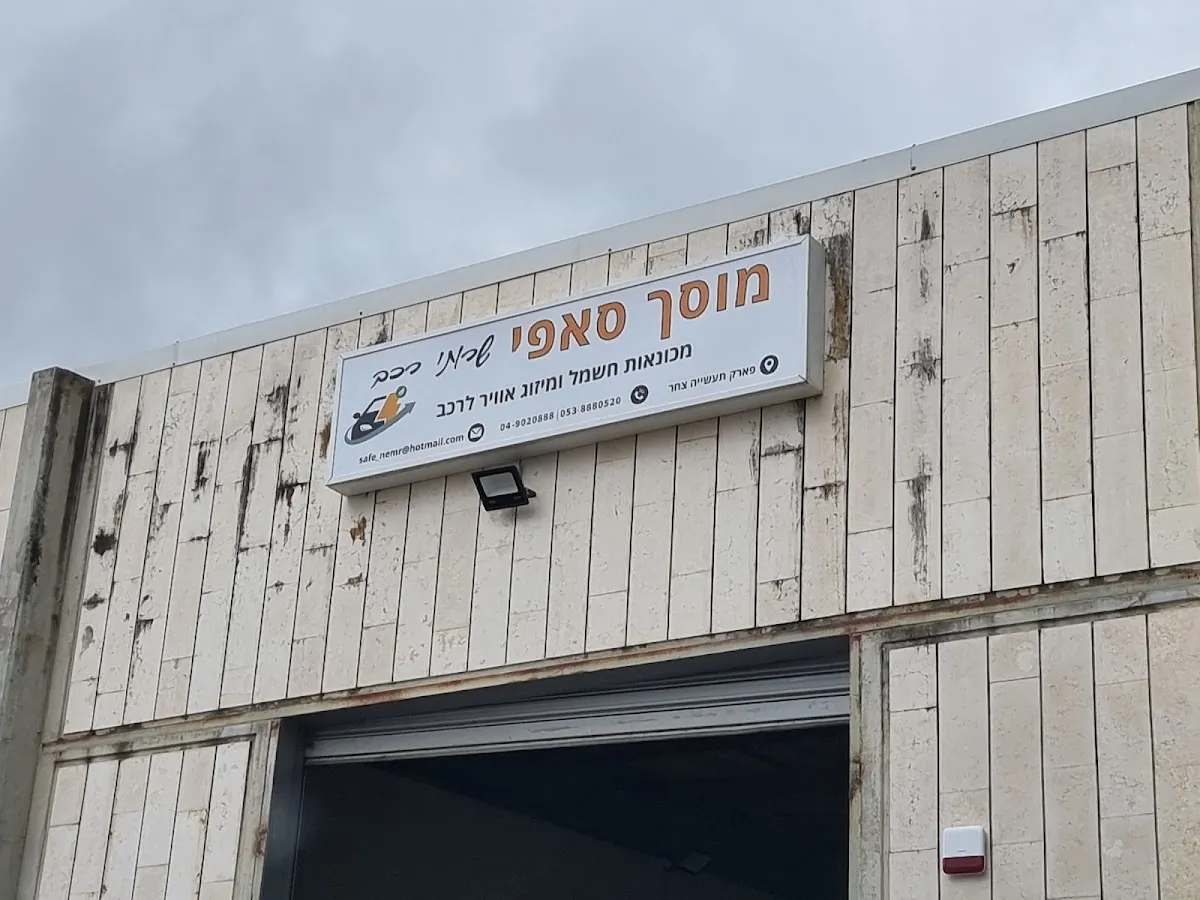 מוסך סאפי שרותי רכב
מכונאות חשמל ומיזוג אוויר לרכב
פארק תעשייה צחר
04-9020888 | 053-8880520
safe_nemr@hotmail.com